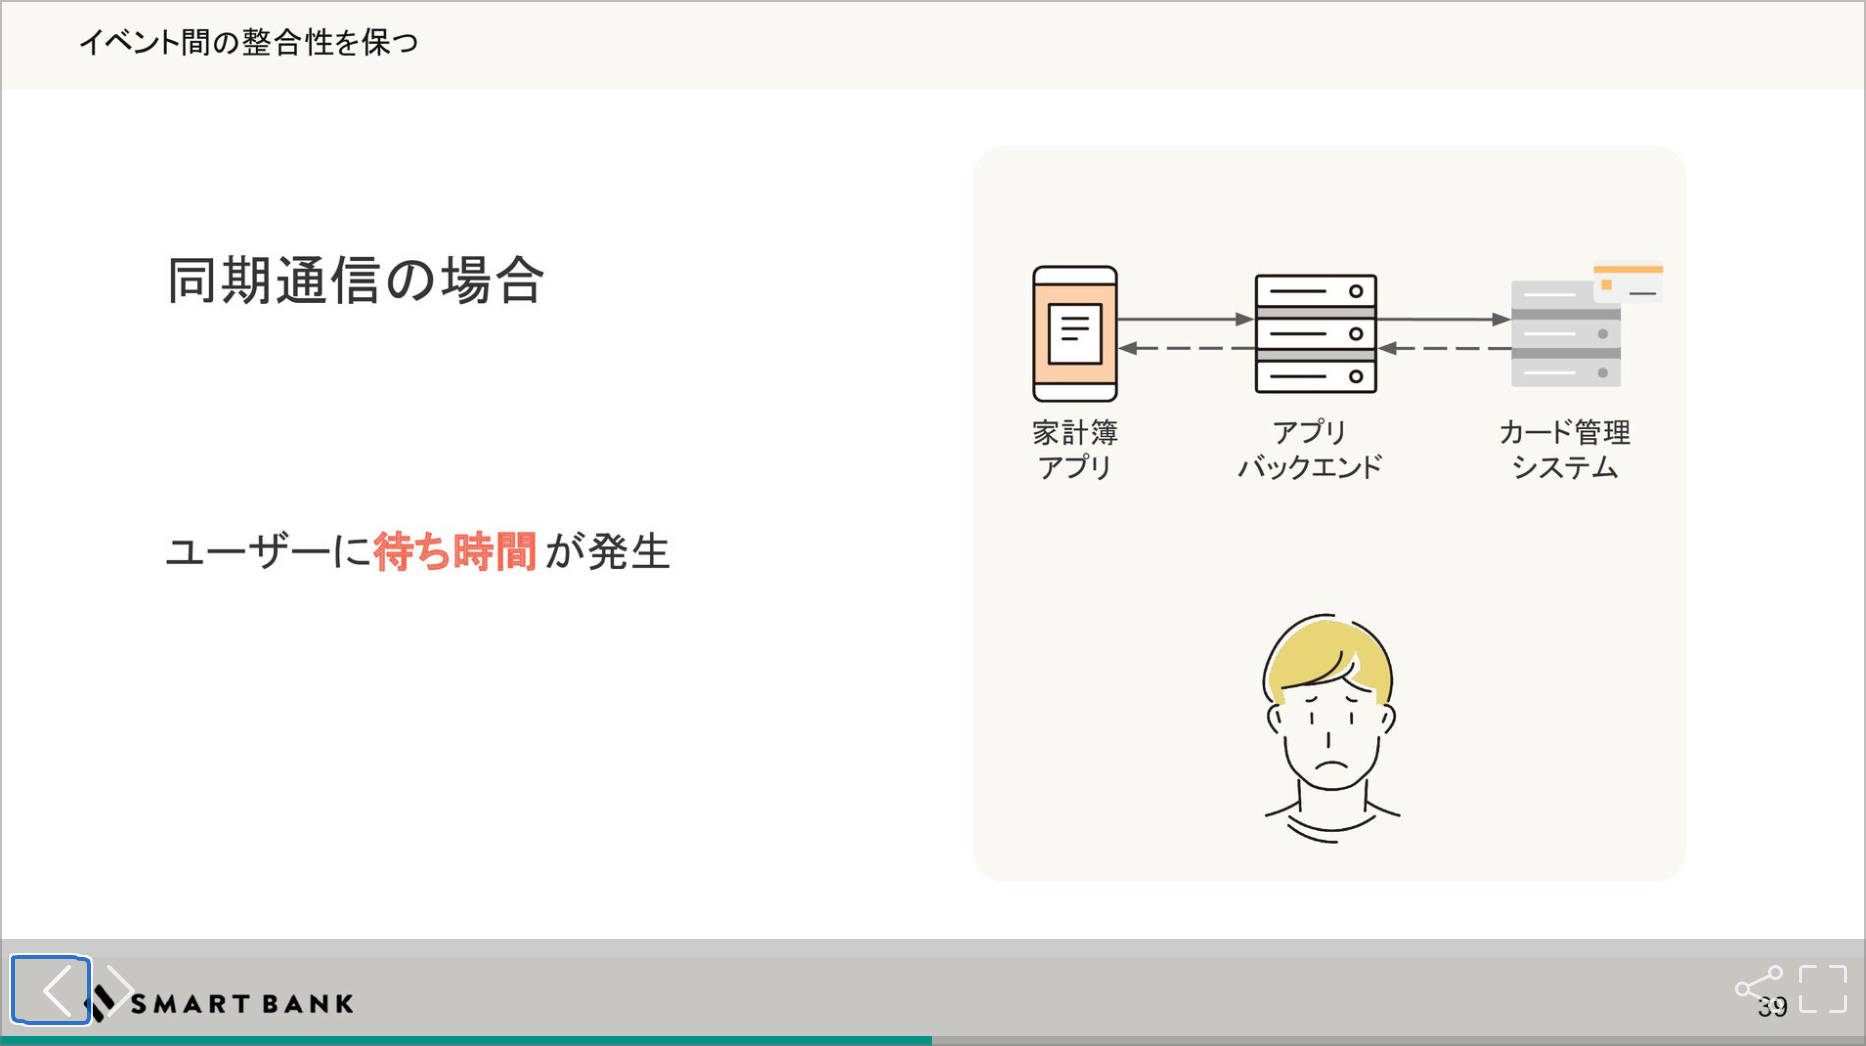 イベント間の整合性を保つ
同期通信の場合
ユーザーに待ち時間が発生
家計簿
アプリ
アプリ
バックエンド
カード管理
システム
SMART BANK
39